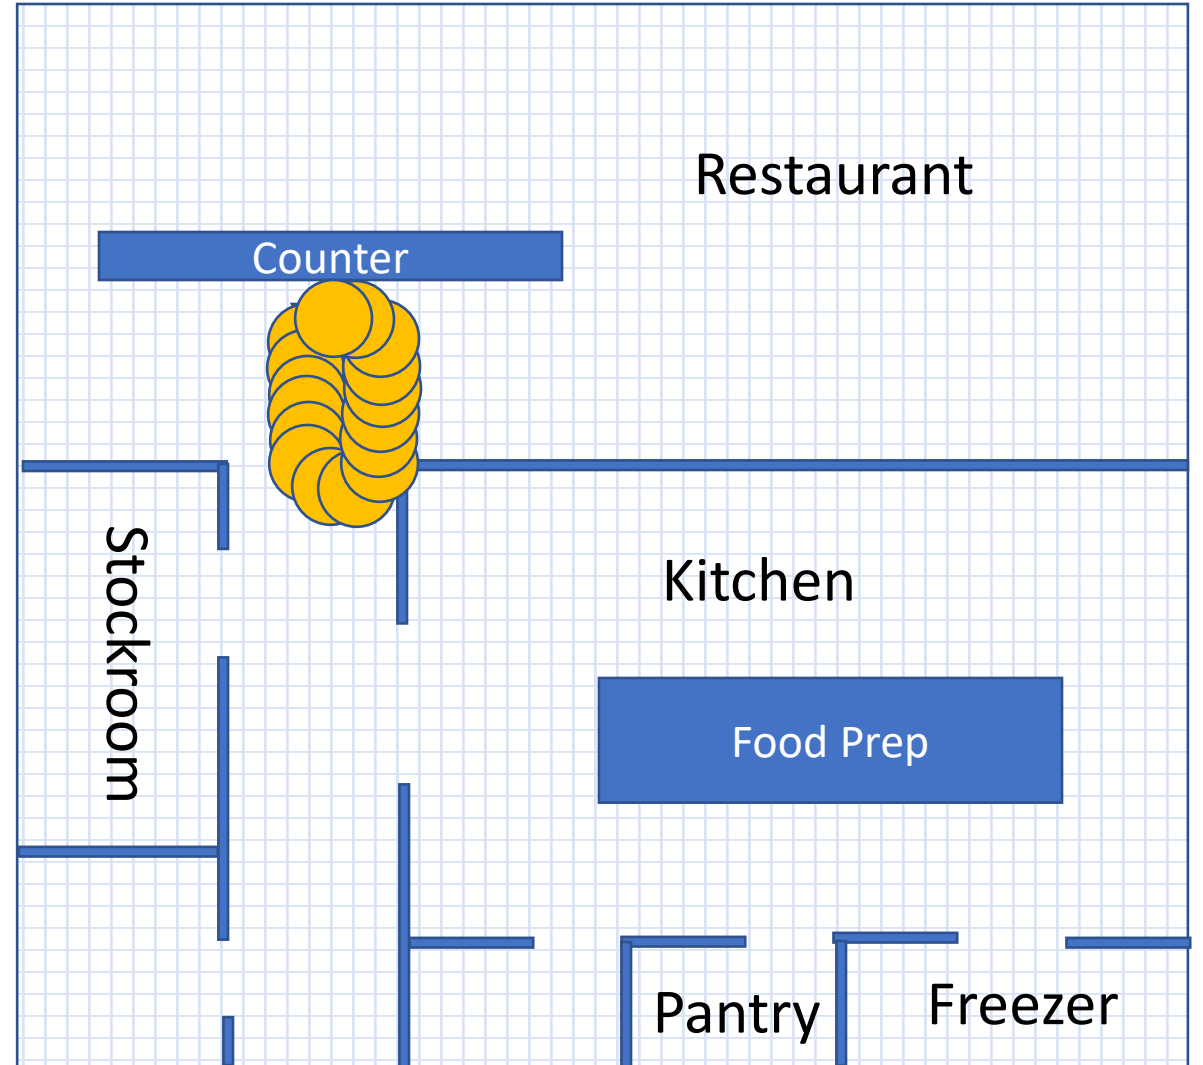 Restaurant
Counter
Stockroom
Kitchen
Food Prep
Pantry
Freezer